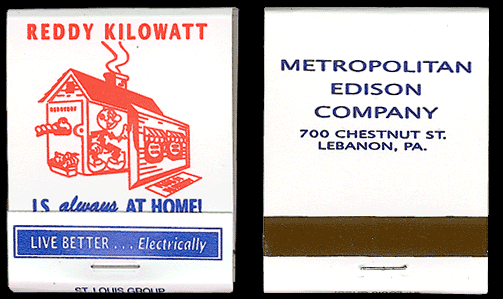 REDDY KILOWATT
IS always AT HOME!
LIVE BETTER . . . Electrically
ST. LOUIS GROUP
METROPOLITAN
EDISON
COMPANY
700 CHESTNUT ST.
LEBANON, PA.